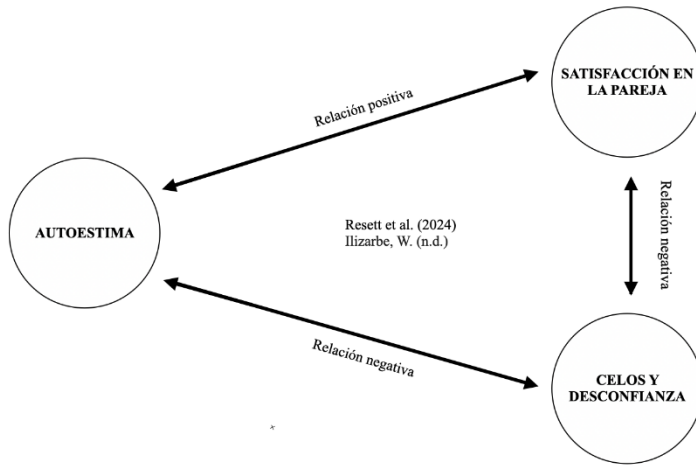 SATISFACCIÓN EN
LA PAREJA
Relación positiva
Relación negativa
AUTOESTIMA
Resett et al. (2024)
Ilizarbe, W. (n.d.)
Relación negativa
CELOS Y
DESCONFIANZA